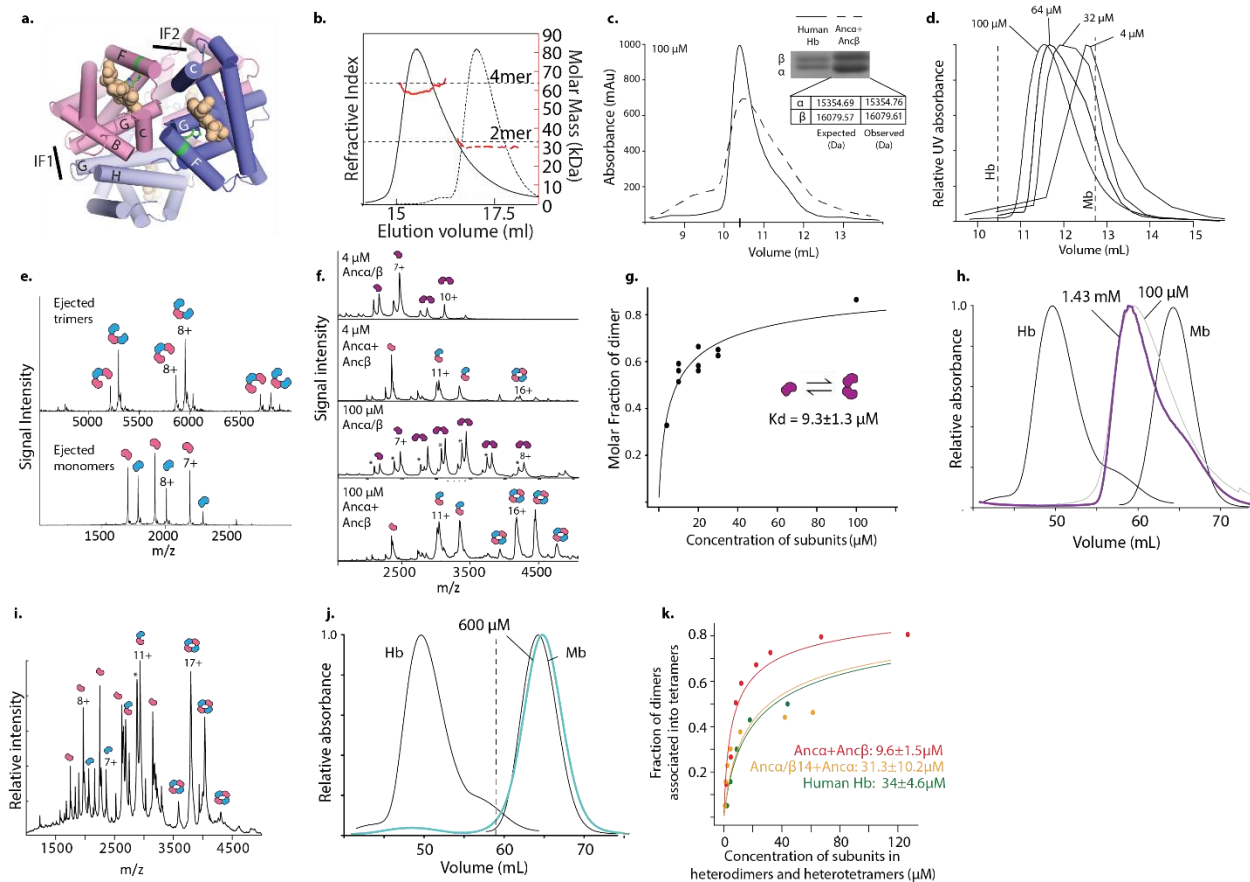 a.
IF2
F
C
G
G
C
B
F
IF1
G
H
b.
Refractive Index
4mer
2mer
90
80
70
60
50
40
30
20
10
0
Molar Mass (kDa)
15
17.5
Elution volume (ml)
c.
100 μM
Human Hb
Ancα+ Ancβ
β
α
α 15354.69 15354.76
β 16079.57 16079.61
Expected (Da)
Observed (Da)
Absorbance (mAu)
1000
800
600
400
200
0
9
10
11
12
13
Volume (mL)
d.
100 μM
64 μM
32 μM
4 μM
Relative UV absorbance
Hb
Mb
10
11
12
13
14
15
Volume (mL)
e.
Ejected trimers
8+
8+
5000
5500
6000
6500
Ejected monomers
8+
7+
Signal Intensity
1500
2000
2500
m/z
f.
4 μM
Ancα/β
7+
10+
4 μM
Ancα+
Ancβ
11+
16+
100 μM
Ancα/β
* 7+ * * * * 8+
100 μM
Ancα+
Ancβ
11+
16+
Signal intensity
2500
3500
4500
m/z
g.
Molar Fraction of dimer
0.8
0.6
0.4
0.2
0
Kd = 9.3±1.3 μM
0
20
40
60
80
100
Concentration of subunits (μM)
h.
1.0
1.43 mM
100 μM
Hb
Mb
Relative absorbance
40
50
60
70
Volume (mL)
i.
Relative intensity
8+
7+
*
11+
17+
1500
2500
3500
4500
m/z
j.
1.0
600 μM
Hb
Mb
Relative absorbance
40
50
60
70
Volume (mL)
k.
Fraction of dimers
associated into tetramers
0.8
0.6
0.4
0.2
Ancα+Ancβ: 9.6±1.5μM
Ancα/β14+Ancα: 31.3±10.2μM
Human Hb: 34±4.6μM
0
40
80
120
Concentration of subunits in
heterodimers and heterotetramers (μM)